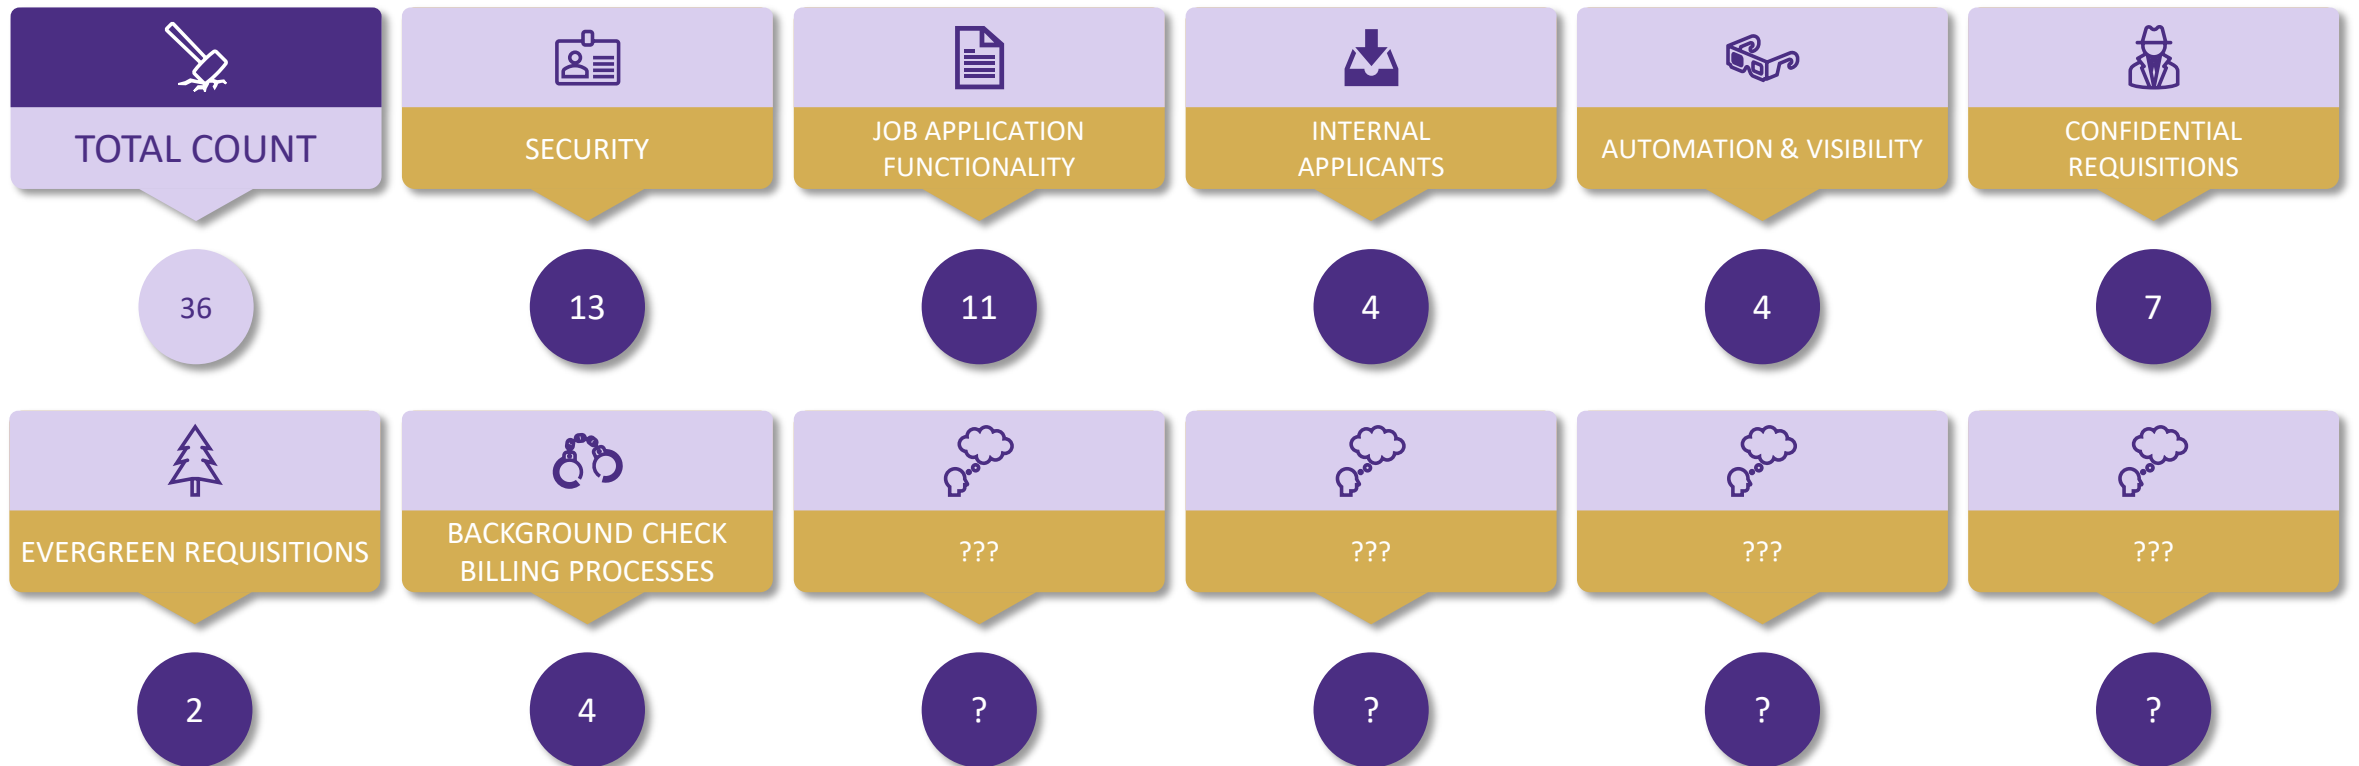 TOTAL COUNT
36
SECURITY
13
JOB APPLICATION
FUNCTIONALITY
11
INTERNAL
APPLICANTS
4
AUTOMATION & VISIBILITY
4
CONFIDENTIAL
REQUISITIONS
7
EVERGREEN REQUISITIONS
2
BACKGROUND CHECK
BILLING PROCESSES
4
???
?
???
?
???
?
???
?